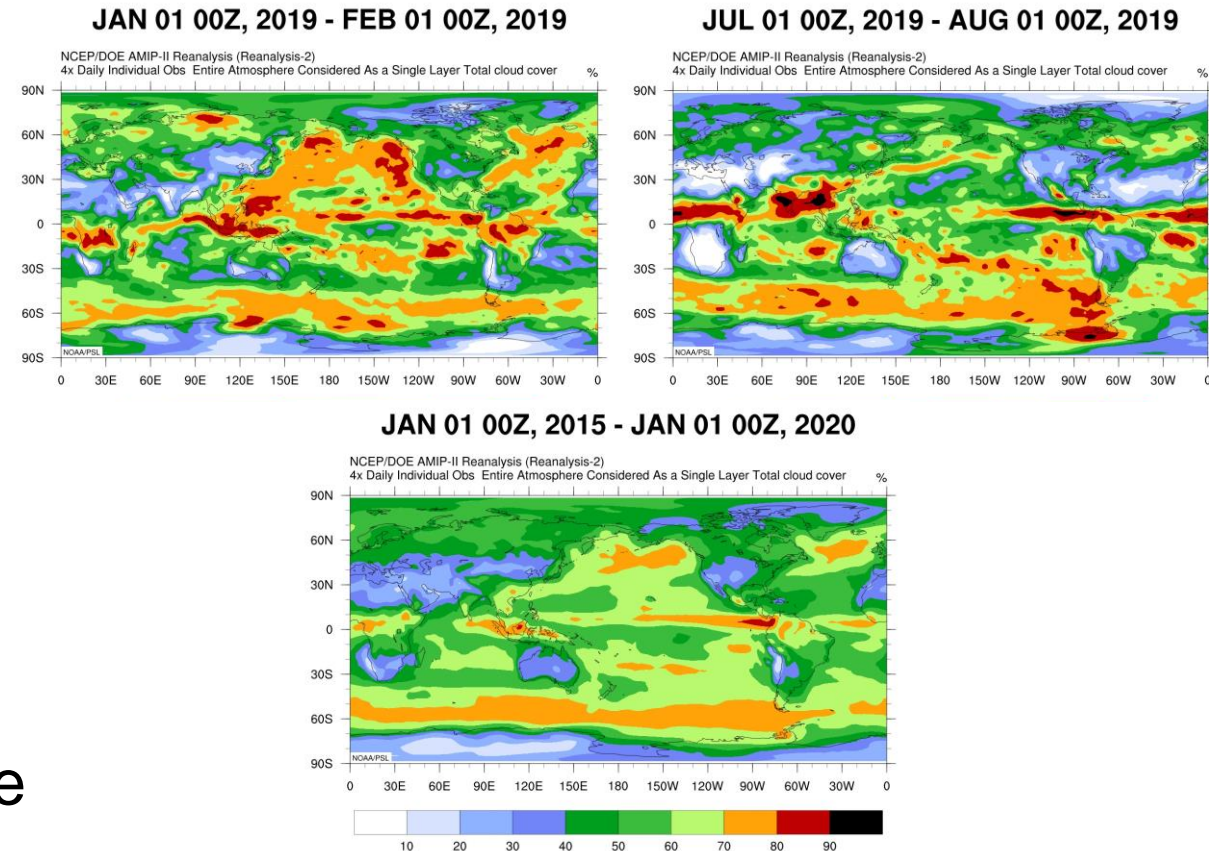 JAN 01 00Z, 2019 - FEB 01 00Z, 2019
NCEP/DOE AMIP-II Reanalysis (Reanalysis-2)
4x Daily Individual Obs Entire Atmosphere Considered As a Single Layer Total cloud cover %
90N
60N
30N
0
30S
60S
90S
NOAA/PSL
0 30E 60E 90E 120E 150E 180 150W 120W 90W 60W 30W 0
JUL 01 00Z, 2019 - AUG 01 00Z, 2019
NCEP/DOE AMIP-II Reanalysis (Reanalysis-2)
4x Daily Individual Obs Entire Atmosphere Considered As a Single Layer Total cloud cover %
90N
60N
30N
0
30S
60S
90S
NOAA/PSL
0 30E 60E 90E 120E 150E 180 150W 120W 90W 60W 30W 0
JAN 01 00Z, 2015 - JAN 01 00Z, 2020
NCEP/DOE AMIP-II Reanalysis (Reanalysis-2)
4x Daily Individual Obs Entire Atmosphere Considered As a Single Layer Total cloud cover %
90N
60N
30N
0
30S
60S
90S
NOAA/PSL
0 30E 60E 90E 120E 150E 180 150W 120W 90W 60W 30W 0
10 20 30 40 50 60 70 80 90
e